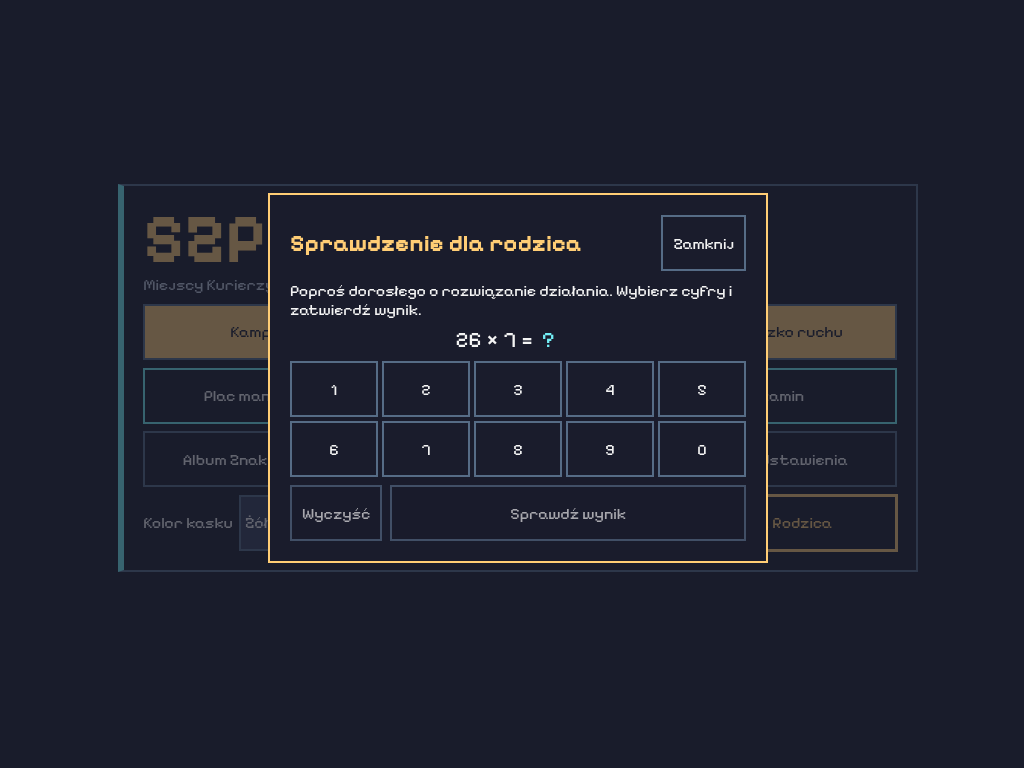 SZP
Miejscy Kurierzy
Sprawdzenie dla rodzica
Zamknij
Poproś dorosłego o rozwiązanie działania. Wybierz cyfry i
zatwierdź wynik.
26 × 7 = ?
1 2 3 4 5
6 7 8 9 0
Wyczyść Sprawdź wynik
Kamp
zko ruchu
Plac man
amin
Album Znak
stawienia
Kolor kasku
Żół
Rodzica